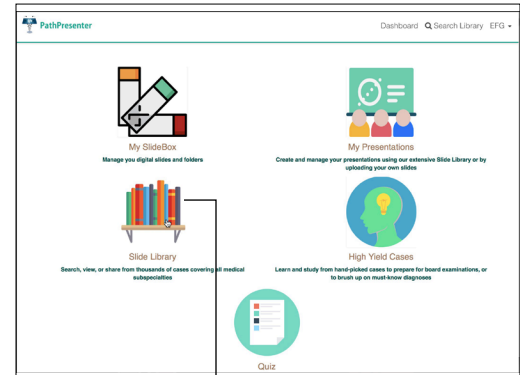 PathPresenter
Dashboard Search Library EFG
My SlideBox
Manage you digital slides and folders
My Presentations
Create and manage your presentations using our extensive Slide Library or by
uploading your own slides
Slide Library
Search, view, or share from thousands of cases covering all medical
subspecialties
High Yield Cases
Learn and study from hand-picked cases to prepare for board examinations, or
to brush up on must-know diagnoses
Quiz